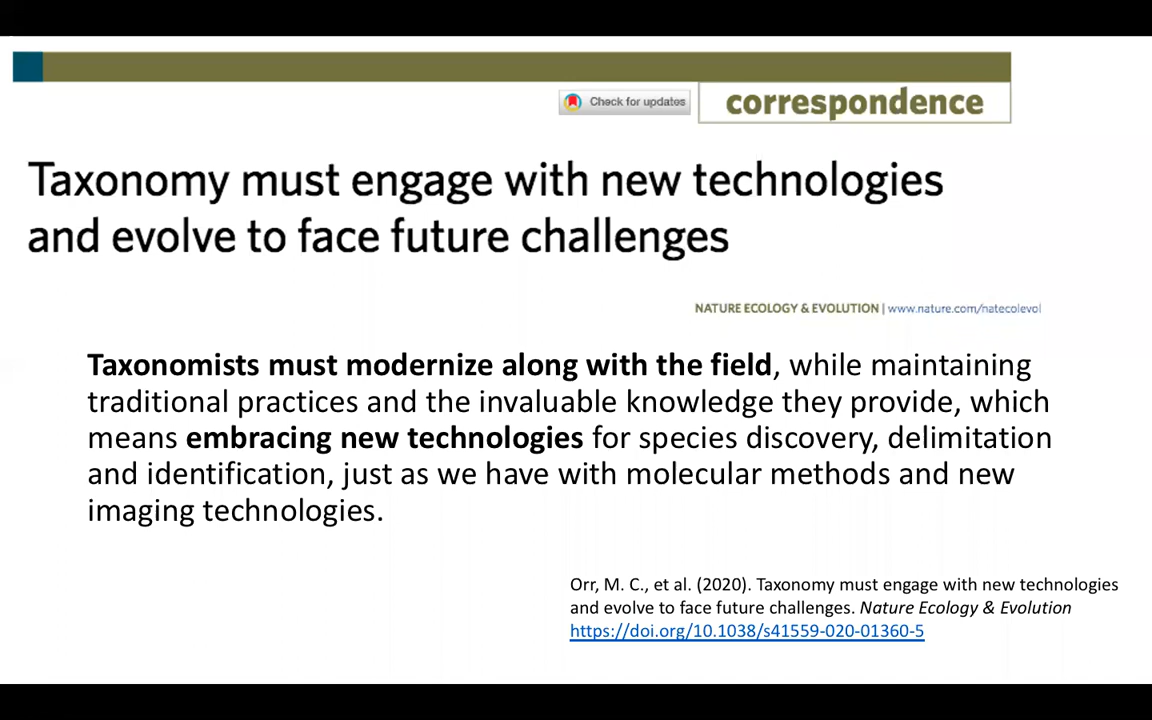 Check for updates
correspondence
Taxonomy must engage with new technologies
and evolve to face future challenges
NATURE ECOLOGY & EVOLUTION | www.nature.com/natecolevol
Taxonomists must modernize along with the field, while maintaining
traditional practices and the invaluable knowledge they provide, which
means embracing new technologies for species discovery, delimitation
and identification, just as we have with molecular methods and new
imaging technologies.
Orr, M. C., et al. (2020). Taxonomy must engage with new technologies
and evolve to face future challenges. Nature Ecology & Evolution
https://doi.org/10.1038/s41559-020-01360-5